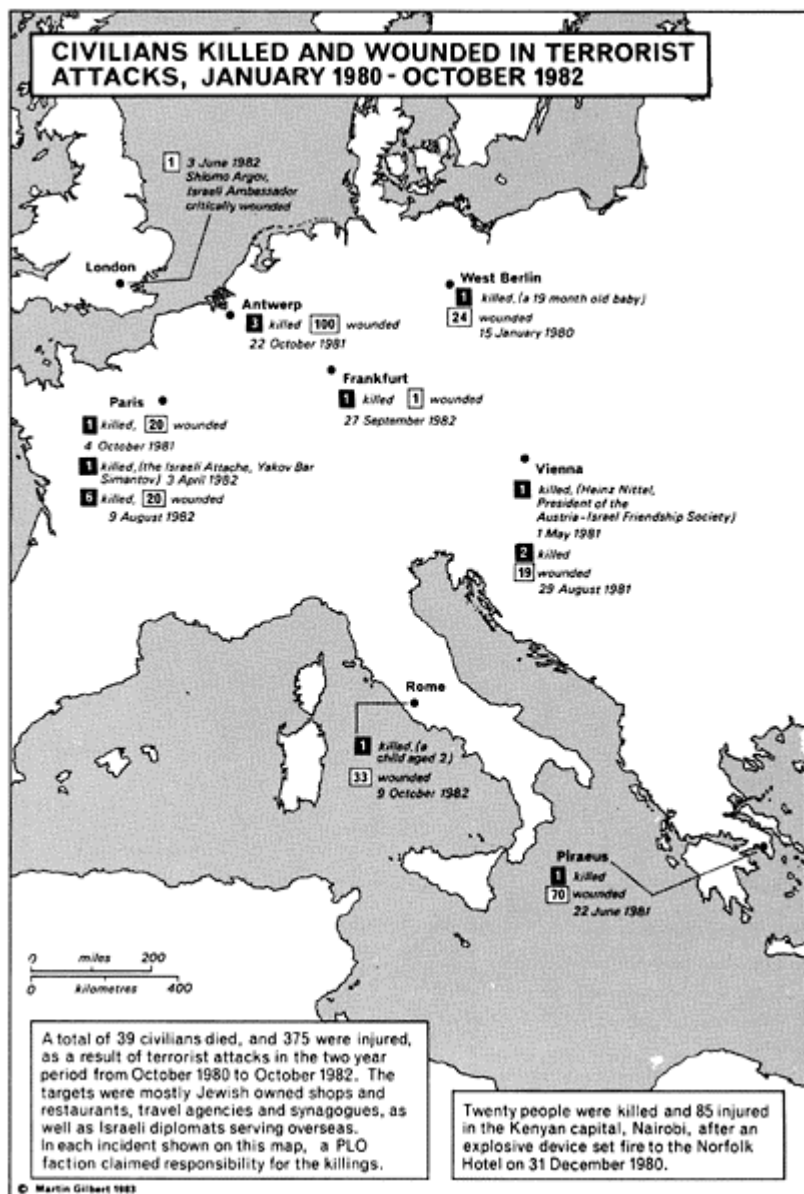 CIVILIANS KILLED AND WOUNDED IN TERRORIST
ATTACKS, JANUARY 1980 - OCTOBER 1982
1 3 June 1982
Shlomo Argov,
Israeli Ambassador
critically wounded
London
West Berlin
1 killed, (a 19 month old baby)
24 wounded
15 January 1980
Antwerp
3 killed 100 wounded
22 October 1981
Frankfurt
1 killed 1 wounded
27 September 1982
Paris
1 killed, 20 wounded
4 October 1981
1 killed, (the Israeli Attache, Yakov Bar
Simantov) 3 April 1982
6 killed, 20 wounded
9 August 1982
Vienna
1 killed, (Heinz Nittel,
President of the
Austria-Israel Friendship Society)
1 May 1981
2 killed
19 wounded
29 August 1981
Rome
1 killed, (a
child aged 2)
33 wounded
9 October 1982
Piraeus
1 killed
70 wounded
22 June 1981
0 miles 200
0 kilometres 400
A total of 39 civilians died, and 375 were injured,
as a result of terrorist attacks in the two year
period from October 1980 to October 1982. The
targets were mostly Jewish owned shops and
restaurants, travel agencies and synagogues, as
well as Israeli diplomats serving overseas.
In each incident shown on this map, a PLO
faction claimed responsibility for the killings.
Twenty people were killed and 85 injured
in the Kenyan capital, Nairobi, after an
explosive device set fire to the Norfolk
Hotel on 31 December 1980.
© Martin Gilbert 1983